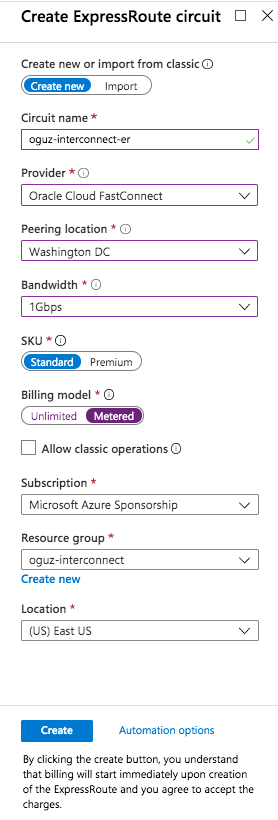 Create ExpressRoute circuit
Create new or import from classic
Create new Import
Circuit name *
oguz-interconnect-er
Provider *
Oracle Cloud FastConnect
Peering location *
Washington DC
Bandwidth *
1Gbps
SKU *
Standard Premium
Billing model *
Unlimited Metered
Allow classic operations
Subscription *
Microsoft Azure Sponsorship
Resource group *
oguz-interconnect
Create new
Location *
(US) East US
Create Automation options
By clicking the create button, you understand
that billing will start immediately upon creation
of the ExpressRoute and you agree to accept the
charges.